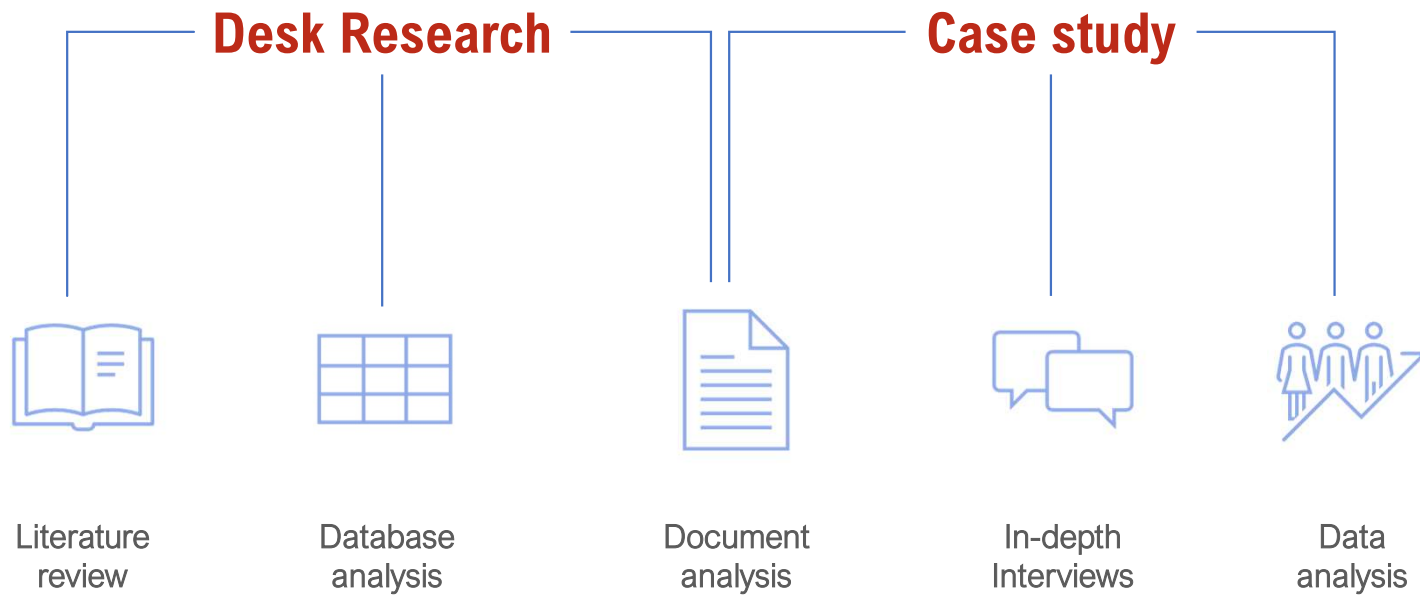 Desk Research
Case study
Literature
review
Database
analysis
Document
analysis
In-depth
Interviews
Data
analysis